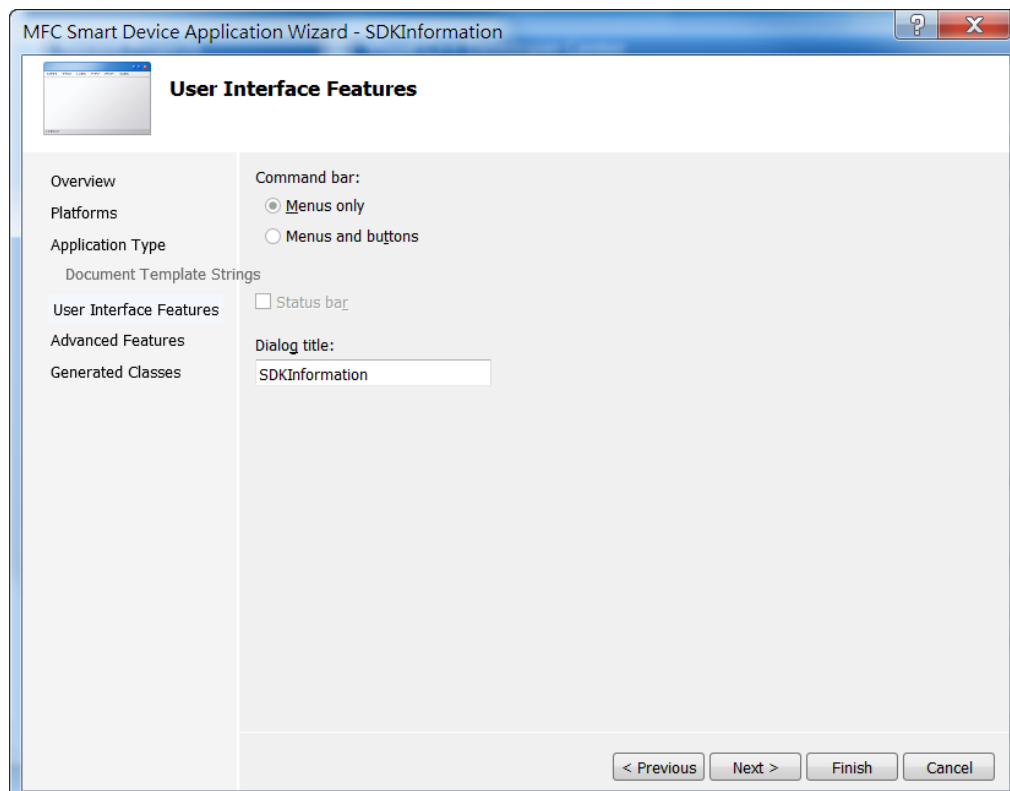 MFC Smart Device Application Wizard - SDKInformation
User Interface Features
Overview
Platforms
Application Type
Document Template Strings
User Interface Features
Advanced Features
Generated Classes
Command bar:
Menus only
Menus and buttons
Status bar
Dialog title:
SDKInformation
< Previous
Next >
Finish
Cancel